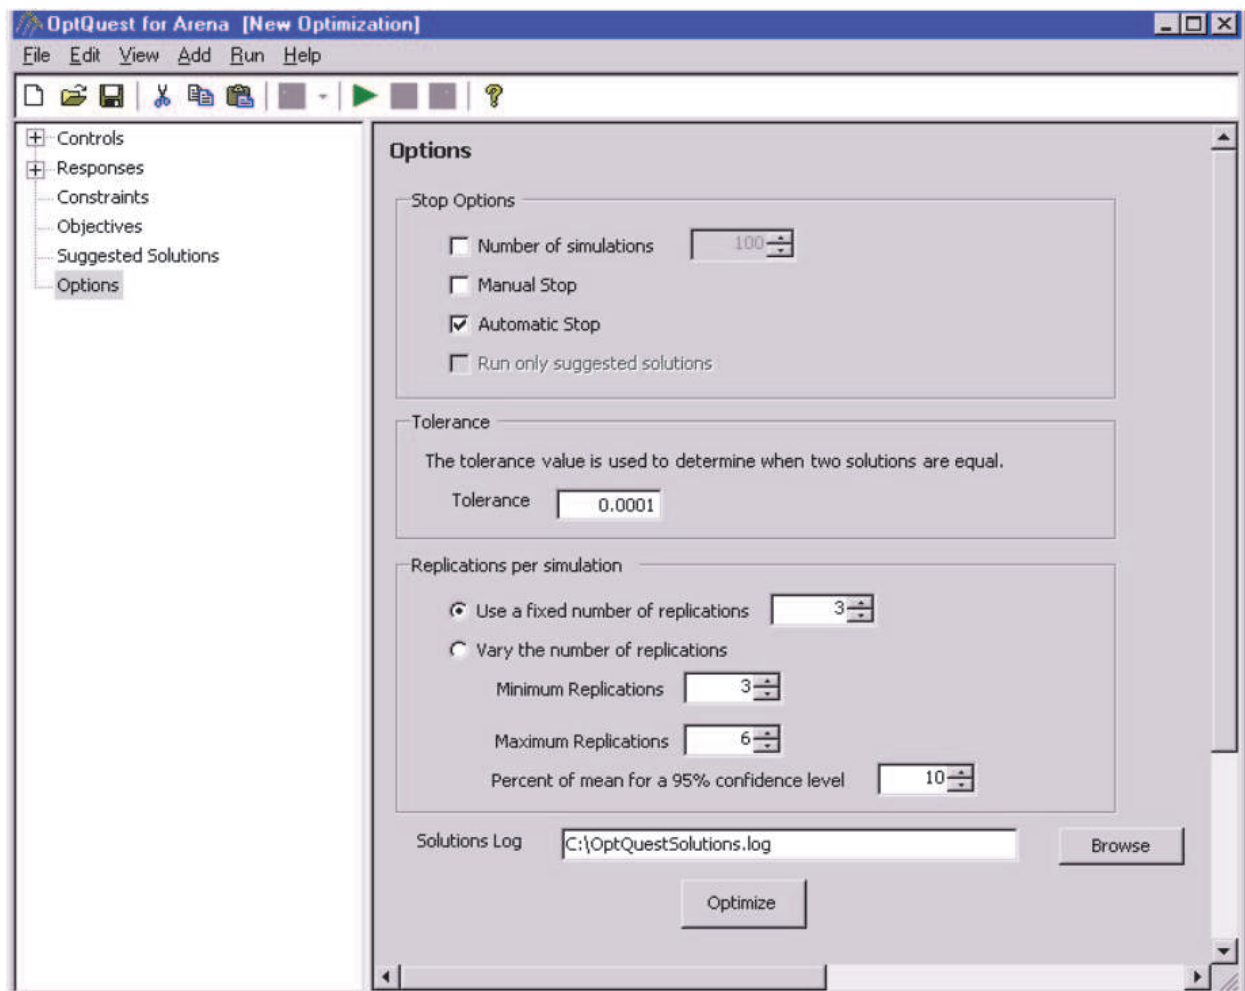 OptQuest for Arena [New Optimization]
File Edit View Add Run Help
Controls
Responses
Constraints
Objectives
Suggested Solutions
Options
Options
Stop Options
Number of simulations 100
Manual Stop
Automatic Stop
Run only suggested solutions
Tolerance
The tolerance value is used to determine when two solutions are equal.
Tolerance 0.0001
Replications per simulation
Use a fixed number of replications 3
Vary the number of replications
Minimum Replications 3
Maximum Replications 6
Percent of mean for a 95% confidence level 10
Solutions Log C:\OptQuestSolutions.log Browse
Optimize